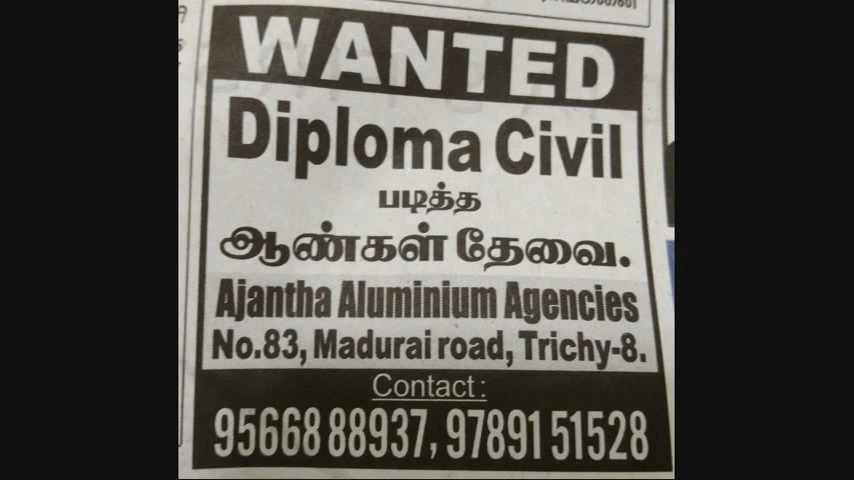 WANTED
Diploma Civil
படித்த
ஆண்கள் தேவை.
Ajantha Aluminium Agencies
No.83, Madurai road, Trichy-8.
Contact :
95668 88937, 97891 51528